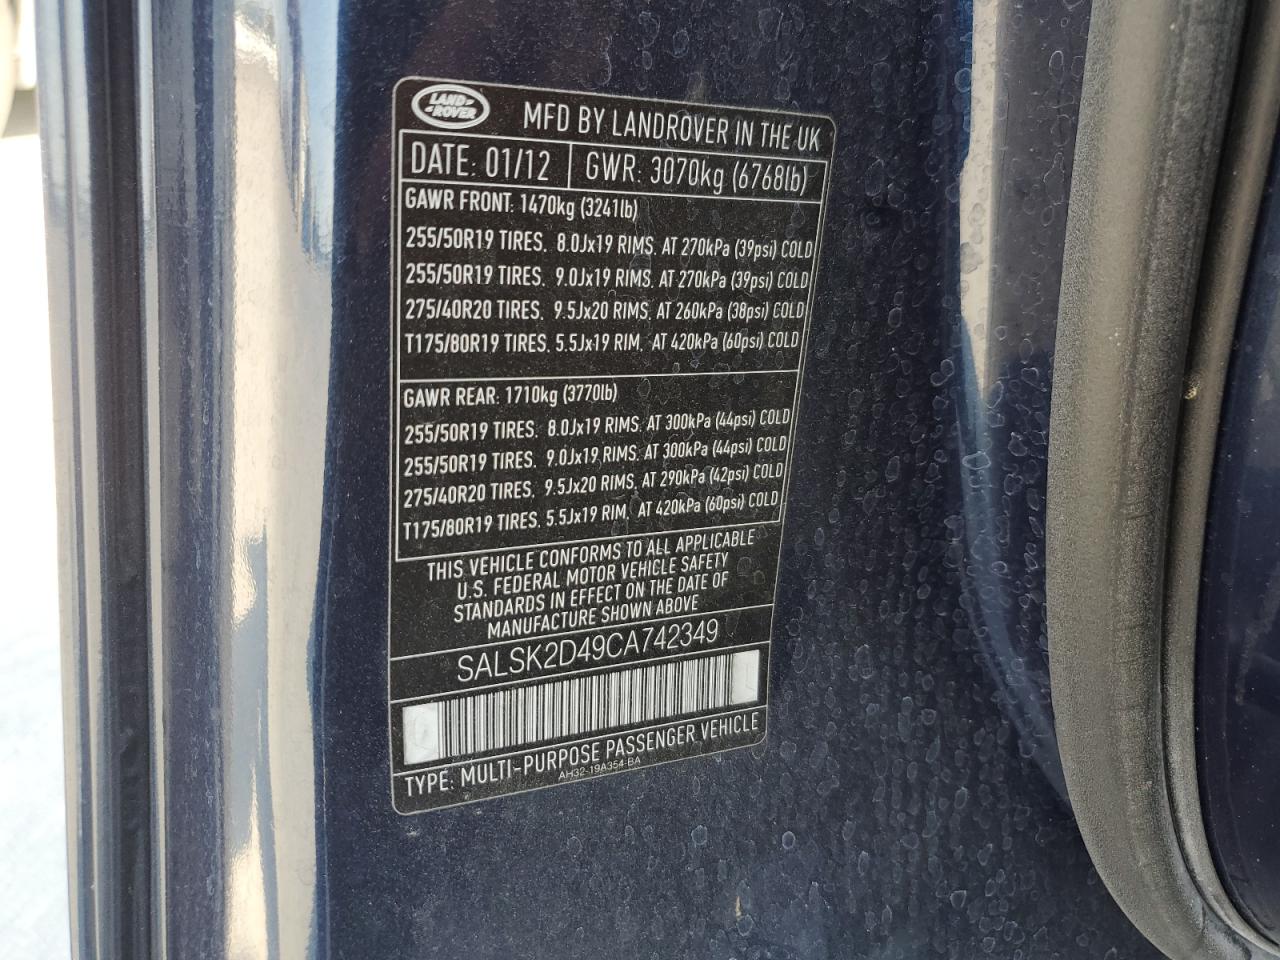 LAND-
-ROVER
MFD BY LANDROVER IN THE UK
DATE: 01/12 GWR: 3070kg (6768lb)
GAWR FRONT: 1470kg (3241lb)
255/50R19 TIRES. 8.0Jx19 RIMS. AT 270kPa (39psi) COLD
255/50R19 TIRES. 9.0Jx19 RIMS. AT 270kPa (39psi) COLD
275/40R20 TIRES. 9.5Jx20 RIMS. AT 260kPa (38psi) COLD
T175/80R19 TIRES. 5.5Jx19 RIM. AT 420kPa (60psi) COLD
GAWR REAR: 1710kg (3770lb)
255/50R19 TIRES. 8.0Jx19 RIMS. AT 300kPa (44psi) COLD
255/50R19 TIRES. 9.0Jx19 RIMS. AT 300kPa (44psi) COLD
275/40R20 TIRES. 9.5Jx20 RIMS. AT 290kPa (42psi) COLD
T175/80R19 TIRES. 5.5Jx19 RIM. AT 420kPa (60psi) COLD
THIS VEHICLE CONFORMS TO ALL APPLICABLE
U.S. FEDERAL MOTOR VEHICLE SAFETY
STANDARDS IN EFFECT ON THE DATE OF
MANUFACTURE SHOWN ABOVE
SALSK2D49CA742349
TYPE: MULTI-PURPOSE PASSENGER VEHICLE
AH32-19A354-BA